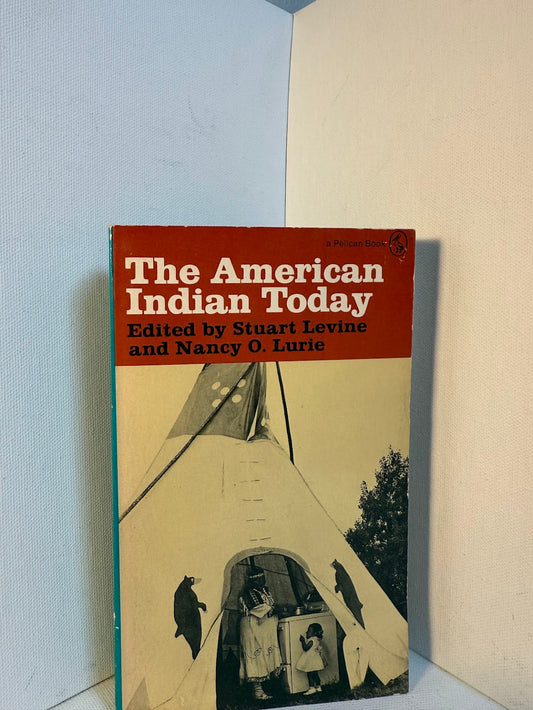 a Pelican Book
The American
Indian Today
Edited by Stuart Levine
and Nancy O. Lurie